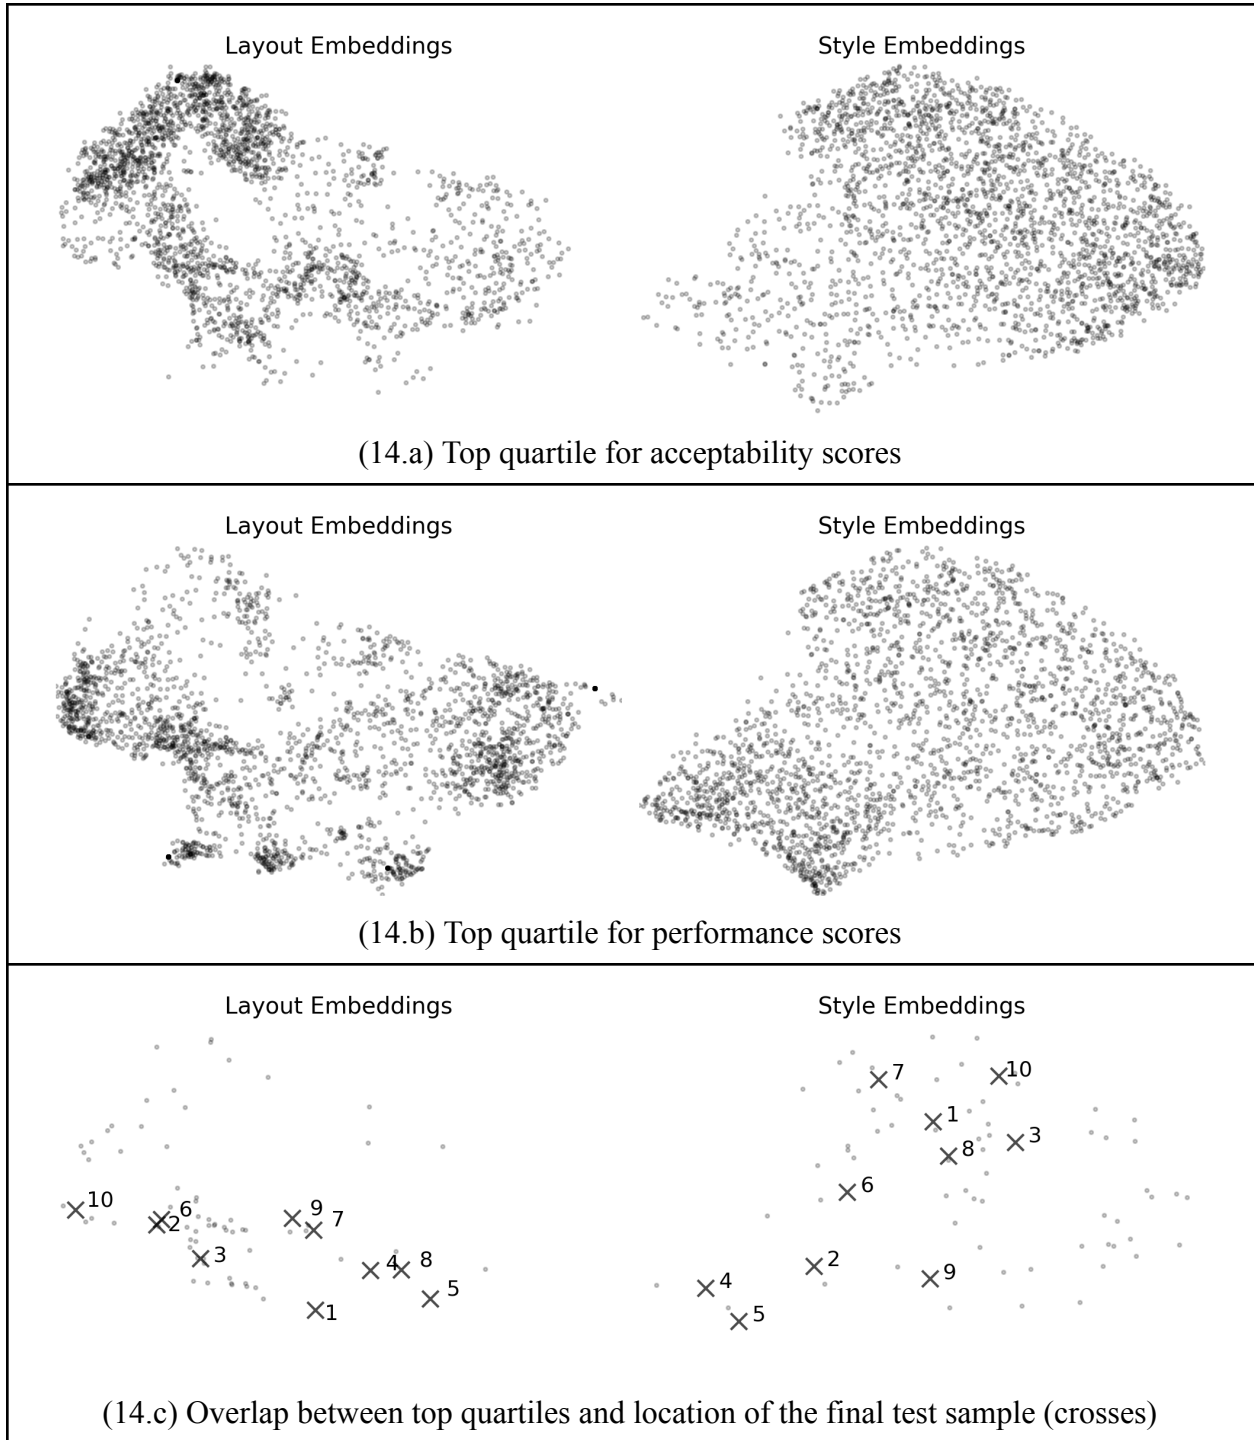 Layout Embeddings
Style Embeddings
(14.a) Top quartile for acceptability scores
Layout Embeddings
Style Embeddings
(14.b) Top quartile for performance scores
Layout Embeddings
Style Embeddings
10
6
2
3
9
7
4
8
5
1
7
10
1
3
8
6
2
9
4
5
(14.c) Overlap between top quartiles and location of the final test sample (crosses)